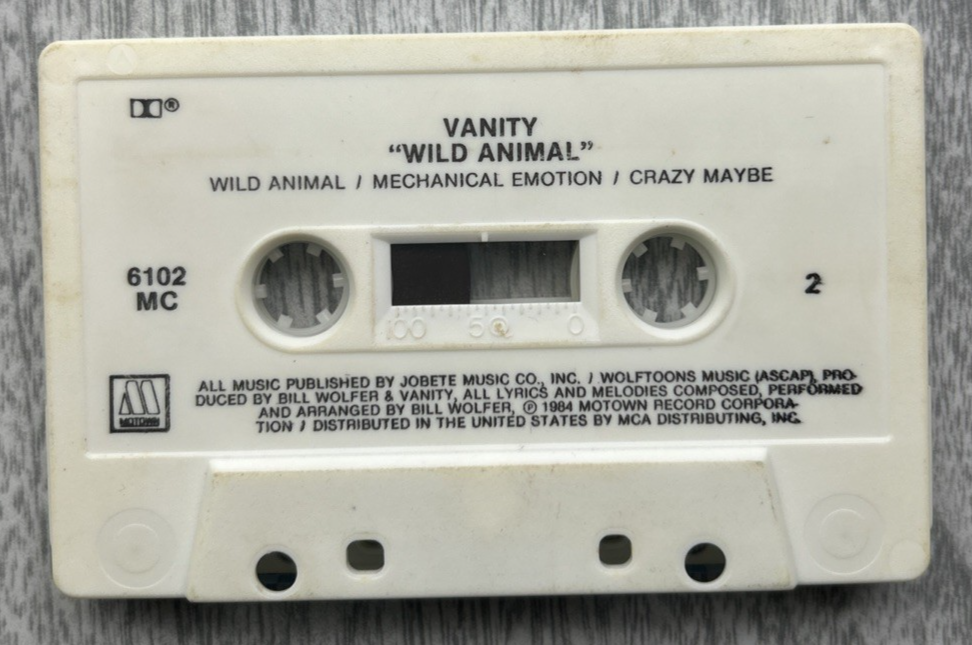 ®
VANITY
“WILD ANIMAL”
WILD ANIMAL / MECHANICAL EMOTION / CRAZY MAYBE
6102
MC
2
100 50 0
MOTOWN
ALL MUSIC PUBLISHED BY JOBETE MUSIC CO., INC. / WOLFTOONS MUSIC (ASCAP), PRO-
DUCED BY BILL WOLFER & VANITY, ALL LYRICS AND MELODIES COMPOSED, PERFORMED
AND ARRANGED BY BILL WOLFER, ℗ 1984 MOTOWN RECORD CORPORA-
TION / DISTRIBUTED IN THE UNITED STATES BY MCA DISTRIBUTING, INC.